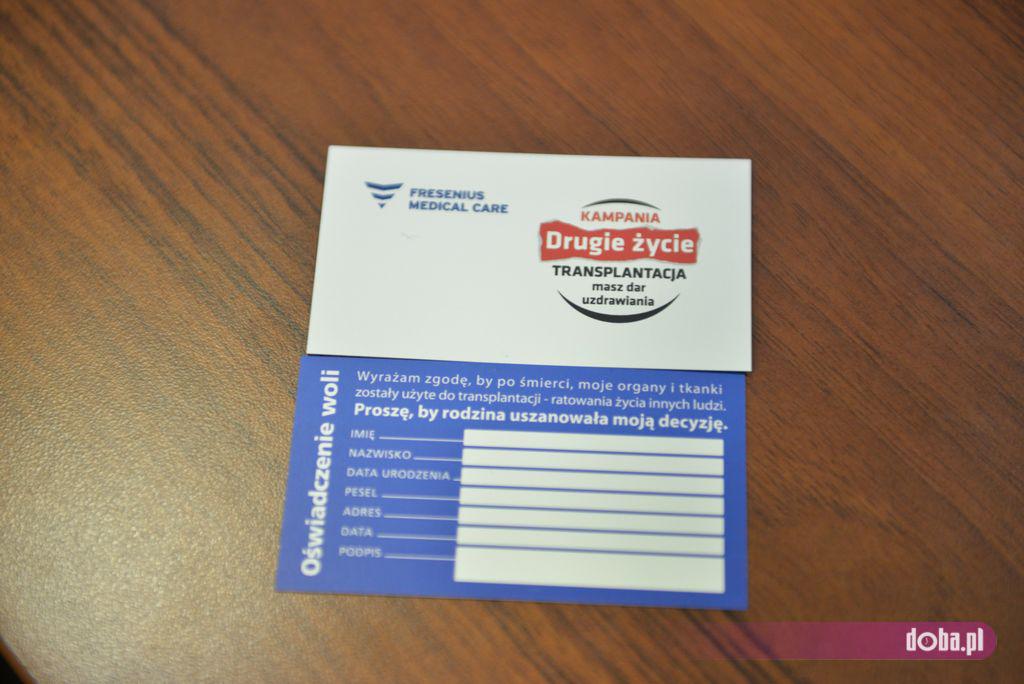 FRESENIUS
MEDICAL CARE
KAMPANIA
Drugie życie
TRANSPLANTACJA
masz dar
uzdrawiania
Oświadczenie woli
Wyrażam zgodę, by po śmierci, moje organy i tkanki
zostały użyte do transplantacji - ratowania życia innych ludzi.
Proszę, by rodzina uszanowała moją decyzję.
IMIĘ
NAZWISKO
DATA URODZENIA
PESEL
ADRES
DATA
PODPIS
doba.pl